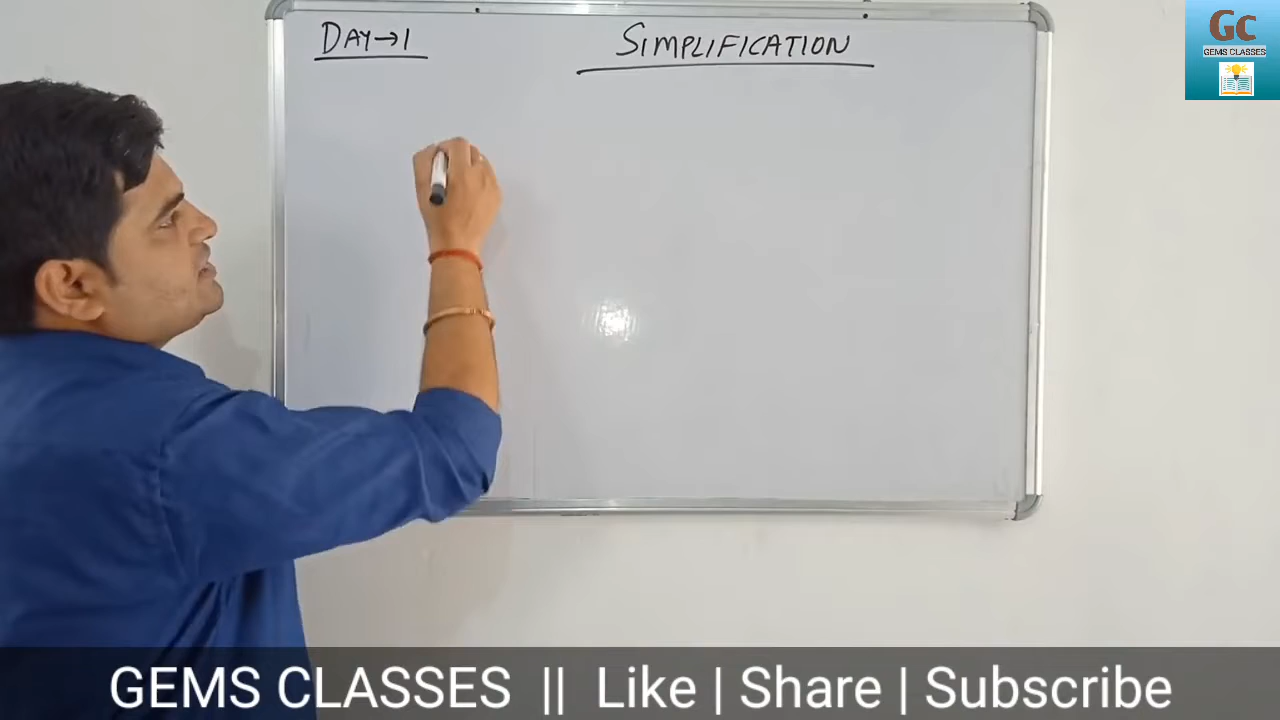 DAY→1
SIMPLIFICATION
GC
GEMS CLASSES
GEMS CLASSES || Like | Share | Subscribe